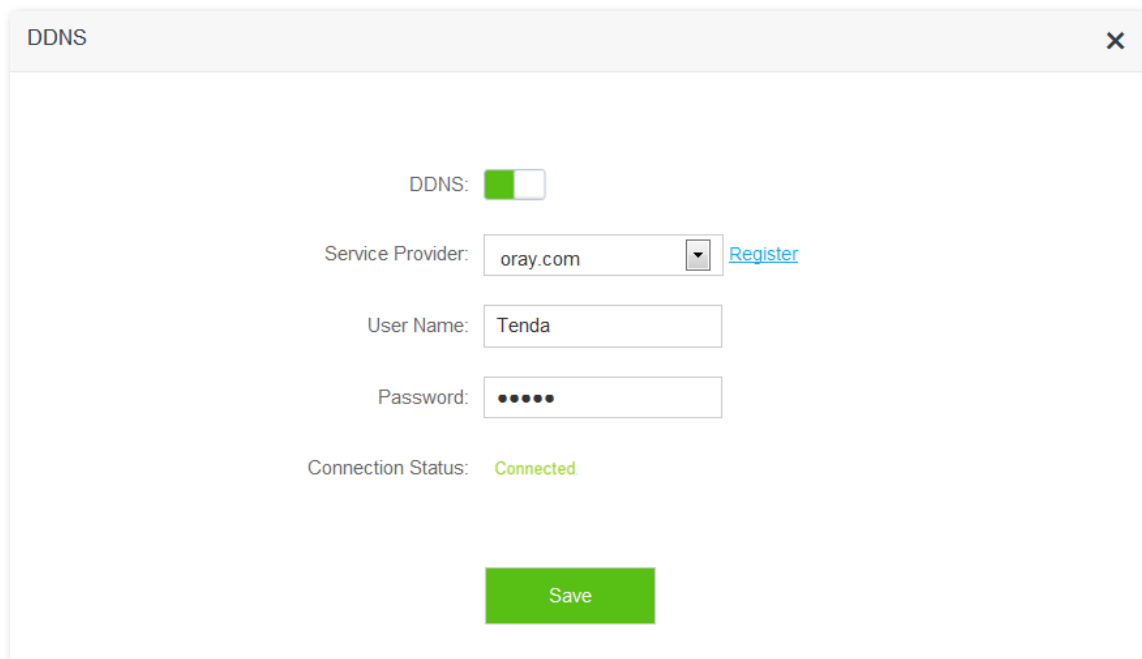 DDNS
DDNS:
Service Provider: oray.com Register
User Name: Tenda
Password: •••••
Connection Status: Connected
Save